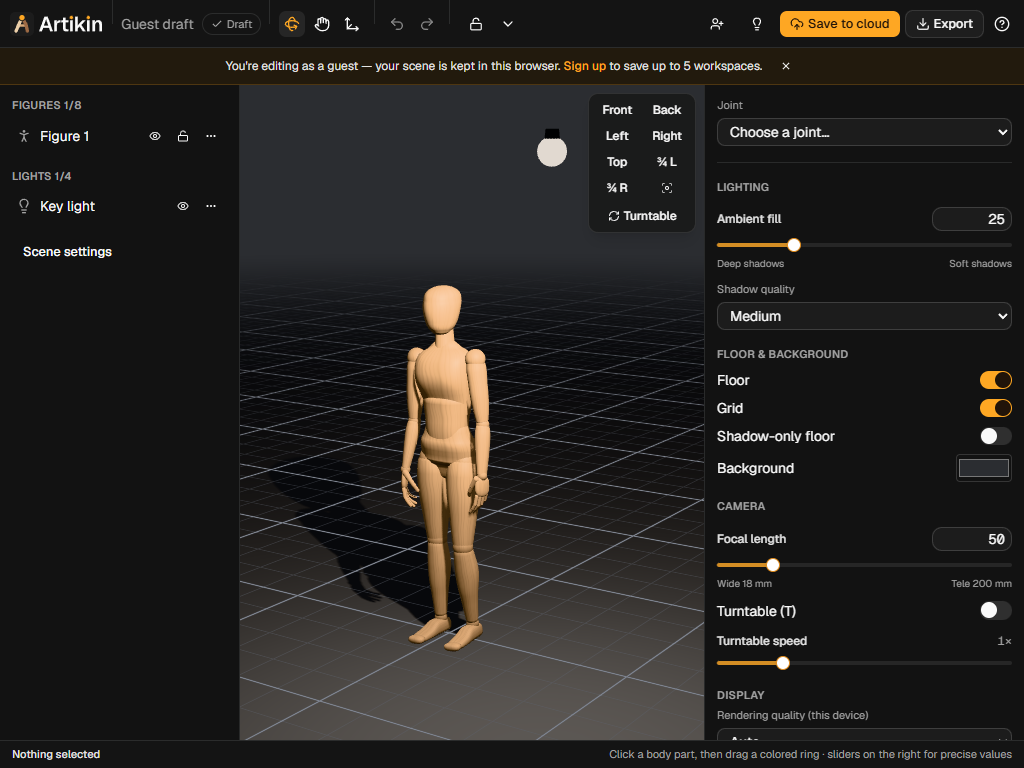 Artikin
Guest draft
Draft
Save to cloud
Export
You're editing as a guest — your scene is kept in this browser. Sign up to save up to 5 workspaces.
FIGURES 1/8
Figure 1
LIGHTS 1/4
Key light
Scene settings
Front Back
Left Right
Top ¾ L
¾ R
Turntable
Joint
Choose a joint...
LIGHTING
Ambient fill 25
Deep shadows Soft shadows
Shadow quality
Medium
FLOOR & BACKGROUND
Floor
Grid
Shadow-only floor
Background
CAMERA
Focal length 50
Wide 18 mm Tele 200 mm
Turntable (T)
Turntable speed 1×
DISPLAY
Rendering quality (this device)
Auto
Nothing selected
Click a body part, then drag a colored ring · sliders on the right for precise values